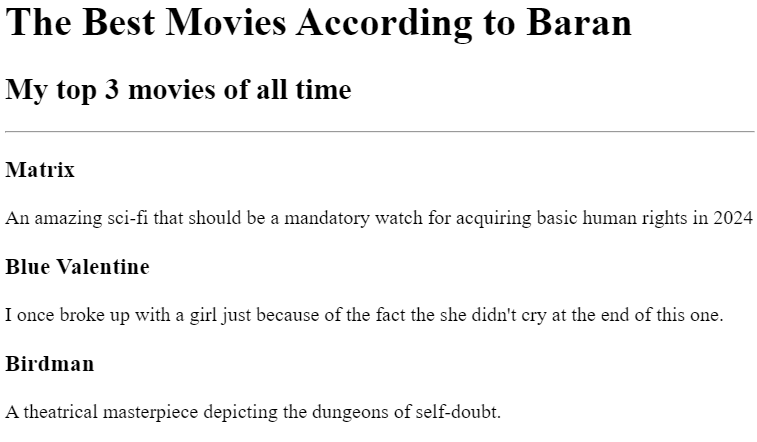 The Best Movies According to Baran
My top 3 movies of all time
Matrix
An amazing sci-fi that should be a mandatory watch for acquiring basic human rights in 2024
Blue Valentine
I once broke up with a girl just because of the fact the she didn't cry at the end of this one.
Birdman
A theatrical masterpiece depicting the dungeons of self-doubt.